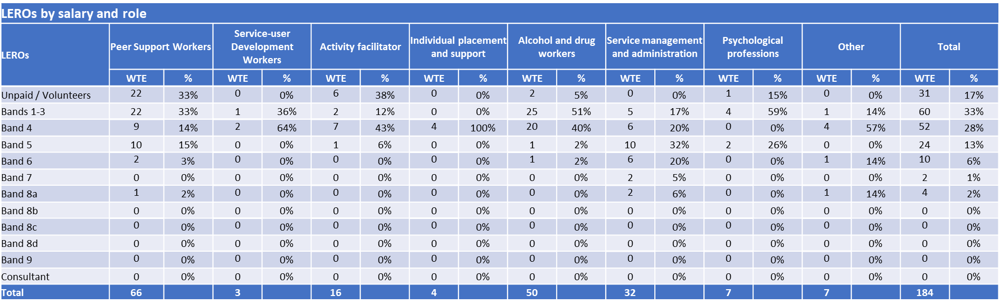 LEROs by salary and role
LEROs Peer Support Workers Service-user Development Workers Activity facilitator Individual placement and support Alcohol and drug workers Service management and administration Psychological professions Other Total
WTE % WTE % WTE % WTE % WTE % WTE % WTE % WTE % WTE %
Unpaid / Volunteers 22 33% 0 0% 6 38% 0 0% 2 5% 0 0% 1 15% 0 0% 31 17%
Bands 1-3 22 33% 1 36% 2 12% 0 0% 25 51% 5 17% 4 59% 1 14% 60 33%
Band 4 9 14% 2 64% 7 43% 4 100% 20 40% 6 20% 0 0% 4 57% 52 28%
Band 5 10 15% 0 0% 1 6% 0 0% 1 2% 10 32% 2 26% 0 0% 24 13%
Band 6 2 3% 0 0% 0 0% 0 0% 1 2% 6 20% 0 0% 1 14% 10 6%
Band 7 0 0% 0 0% 0 0% 0 0% 0 0% 2 5% 0 0% 0 0% 2 1%
Band 8a 1 2% 0 0% 0 0% 0 0% 0 0% 2 6% 0 0% 1 14% 4 2%
Band 8b 0 0% 0 0% 0 0% 0 0% 0 0% 0 0% 0 0% 0 0% 0 0%
Band 8c 0 0% 0 0% 0 0% 0 0% 0 0% 0 0% 0 0% 0 0% 0 0%
Band 8d 0 0% 0 0% 0 0% 0 0% 0 0% 0 0% 0 0% 0 0% 0 0%
Band 9 0 0% 0 0% 0 0% 0 0% 0 0% 0 0% 0 0% 0 0% 0 0%
Consultant 0 0% 0 0% 0 0% 0 0% 0 0% 0 0% 0 0% 0 0% 0 0%
Total 66 3 16 4 50 32 7 7 184